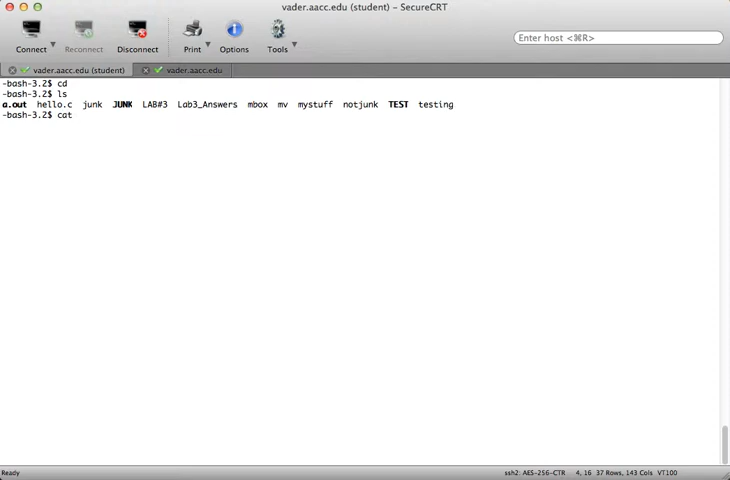 vader.aacc.edu (student) – SecureCRT
Connect Reconnect Disconnect Print Options Tools Enter host <⌘R>
vader.aacc.edu (student) vader.aacc.edu
-bash-3.2$ cd
-bash-3.2$ ls
a.out hello.c junk JUNK LAB#3 Lab3_Answers mbox mv mystuff notjunk TEST testing
-bash-3.2$ cat
Ready ssh2: AES-256-CTR 4, 16 37 Rows, 143 Cols VT100